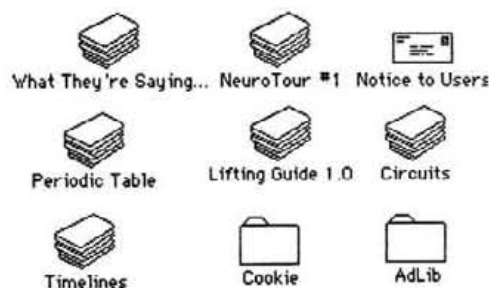 What They're Saying... NeuroTour #1 Notice to Users
Periodic Table Lifting Guide 1.0 Circuits
Timelines Cookie AdLib